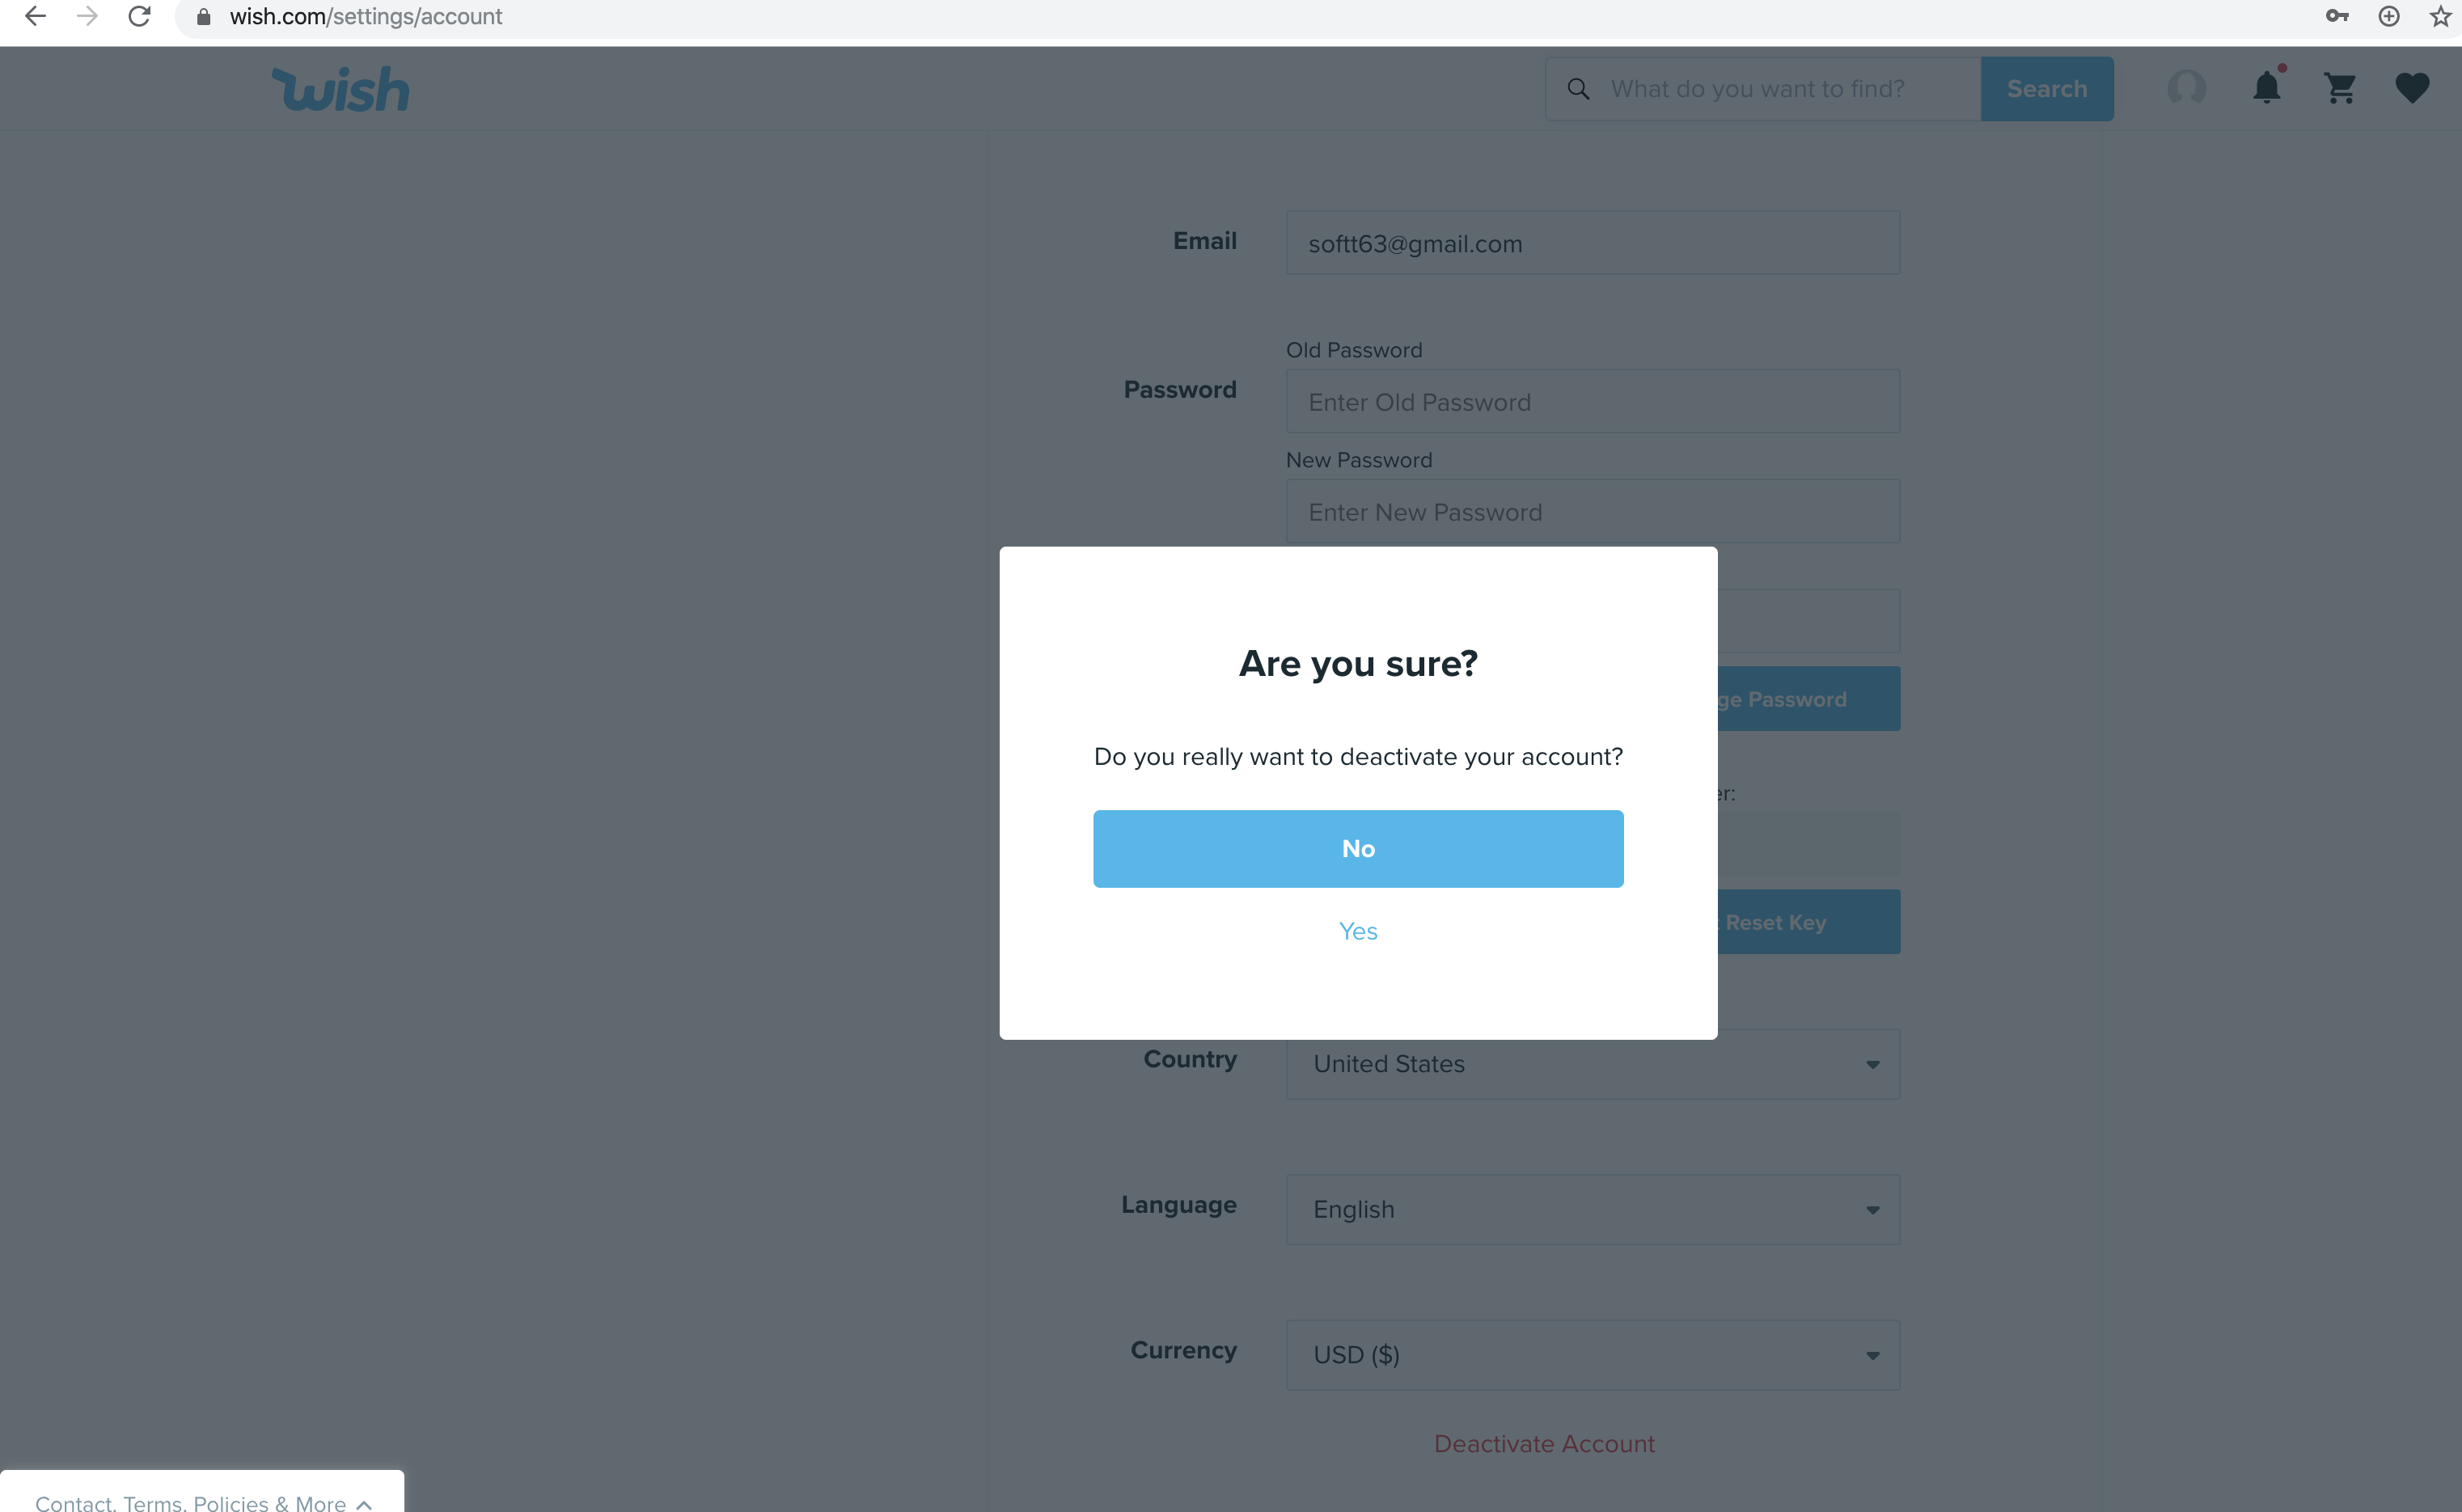 wish.com/settings/account
wish
What do you want to find?
Search
Email
softt63@gmail.com
Old Password
Password
Enter Old Password
New Password
Enter New Password
Are you sure?
ge Password
Do you really want to deactivate your account?
er:
No
Reset Key
Yes
Country
United States
Language
English
Currency
USD ($)
Deactivate Account
Contact, Terms, Policies & More